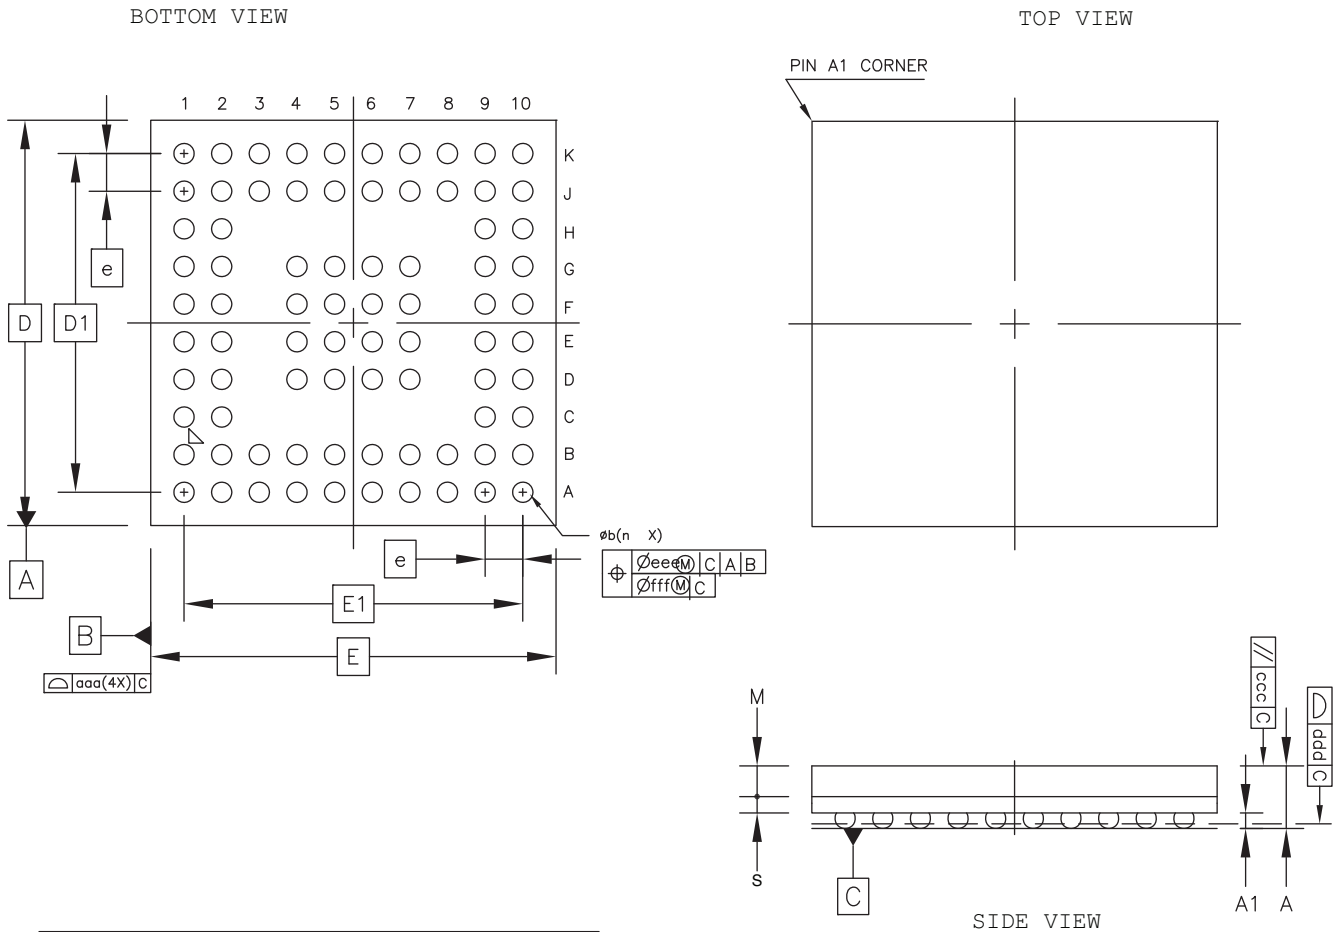 BOTTOM VIEW
TOP VIEW
PIN A1 CORNER
1 2 3 4 5 6 7 8 9 10
K
J
H
G
F
E
D
C
B
A
e
D
D1
A
B
e
E1
E
øb(n X)
⌖ Øeee Ⓜ C A B
Øfff Ⓜ C
⌓ aaa(4X) C
M
S
C
// ccc C
⌓ ddd C
A1 A
SIDE VIEW